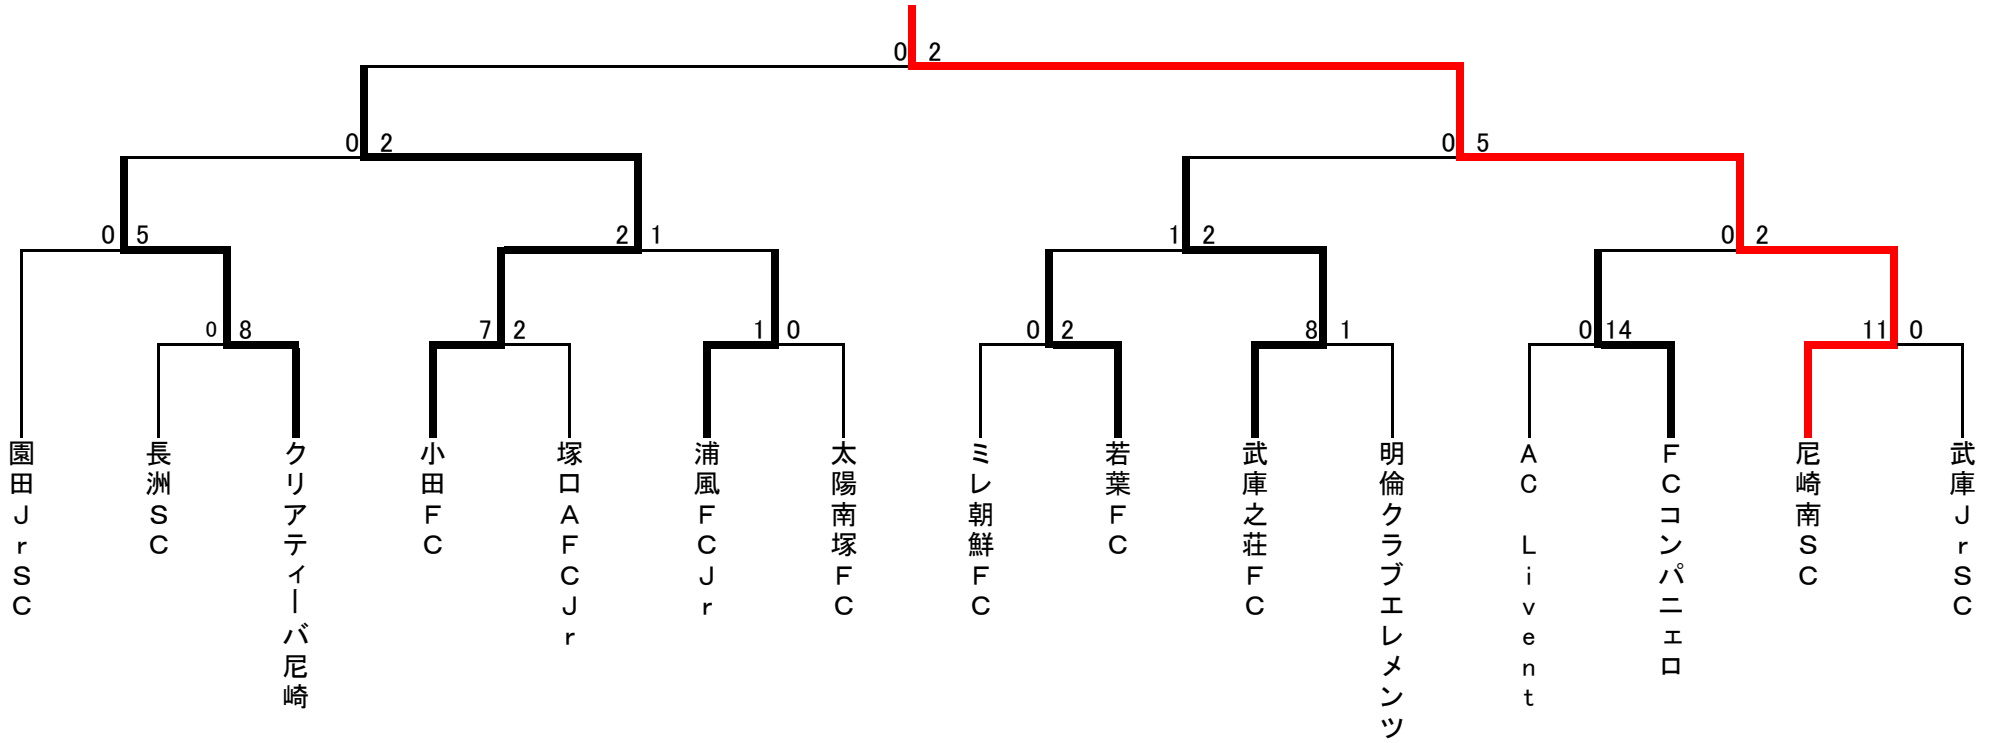 0 2
0 2
0 5
0 5
2 1
1 2
0 2
0 8
7 2
1 0
0 2
8 1
0 14
11 0
園田JrSC
長洲SC
クリアティーバ尼崎
小田FC
塚口AFCJr
浦風FCJr
太陽南塚FC
ミレ朝鮮FC
若葉FC
武庫之荘FC
明倫クラブエレメンツ
AC Livent
FCコンパニェロ
尼崎南SC
武庫JrSC